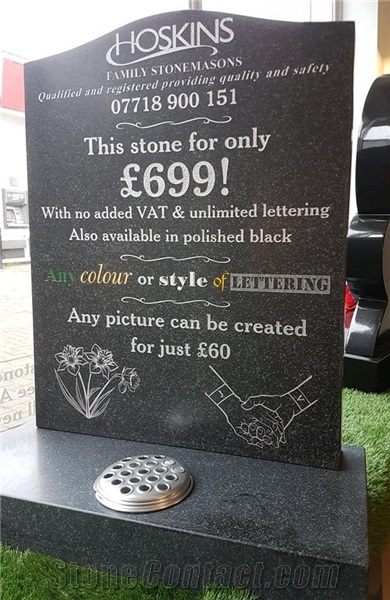 HOSKINS
FAMILY STONEMASONS
Qualified and registered providing quality and safety
07718 900 151
This stone for only
£699!
With no added VAT & unlimited lettering
Also available in polished black
Any colour or style of LETTERING
Any picture can be created
for just £60
StoneContact.com